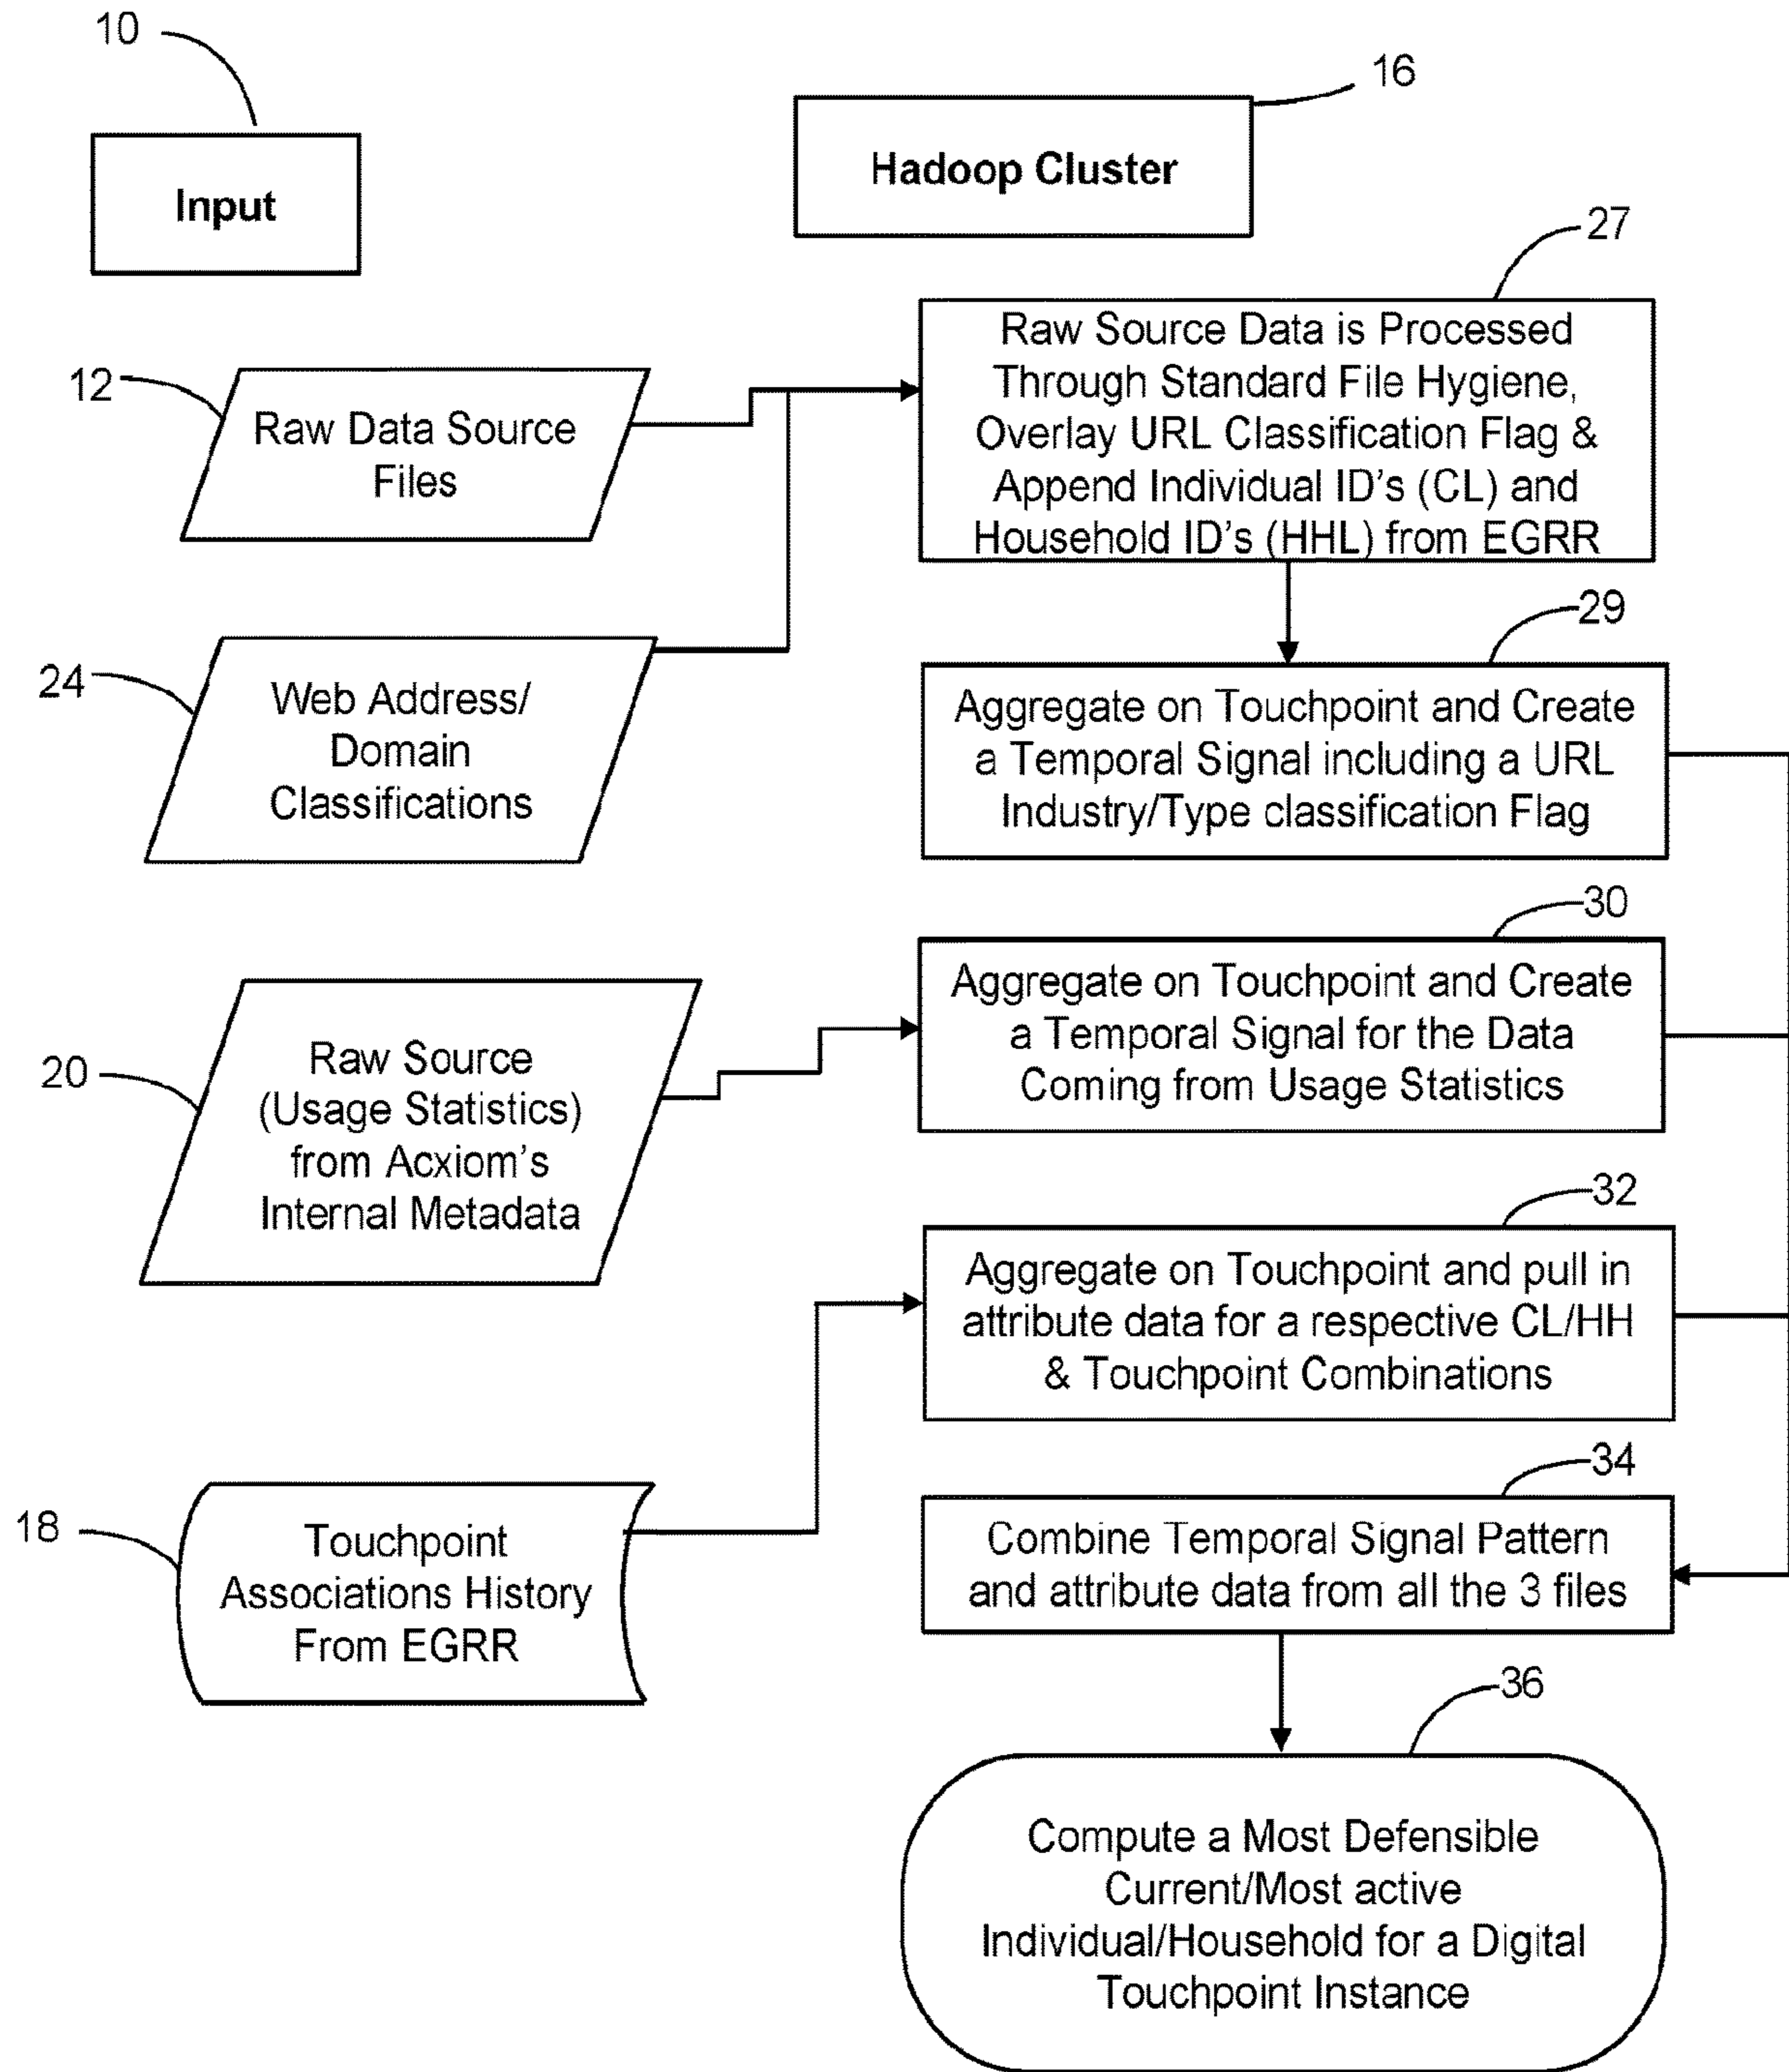 10
16
Input
Hadoop Cluster
27
Raw Source Data is Processed
Through Standard File Hygiene,
Overlay URL Classification Flag &
Append Individual ID's (CL) and
Household ID's (HHL) from EGRR
12
Raw Data Source
Files
29
24
Web Address/
Domain
Classifications
Aggregate on Touchpoint and Create
a Temporal Signal including a URL
Industry/Type classification Flag
30
20
Raw Source
(Usage Statistics)
from Acxiom's
Internal Metadata
Aggregate on Touchpoint and Create
a Temporal Signal for the Data
Coming from Usage Statistics
32
Aggregate on Touchpoint and pull in
attribute data for a respective CL/HH
& Touchpoint Combinations
34
18
Touchpoint
Associations History
From EGRR
Combine Temporal Signal Pattern
and attribute data from all the 3 files
36
Compute a Most Defensible
Current/Most active
Individual/Household for a Digital
Touchpoint Instance